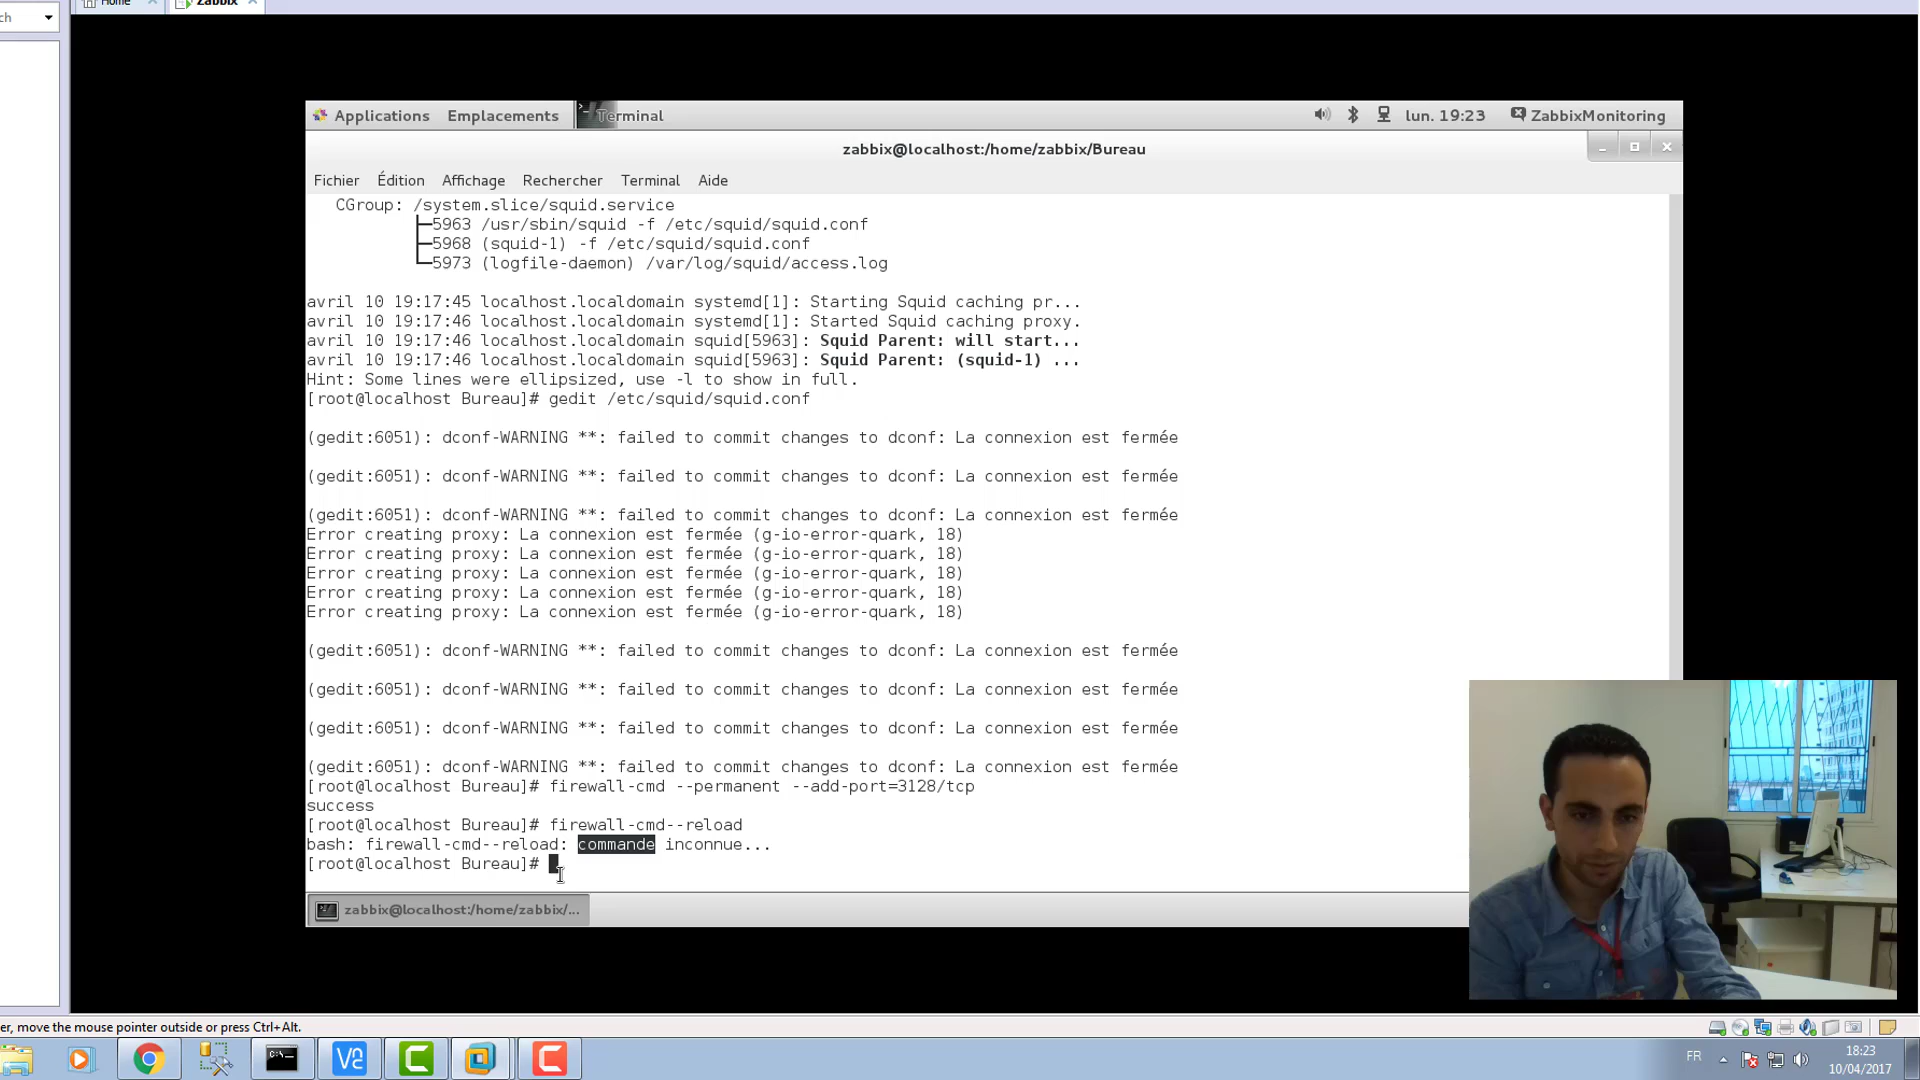 ch
Home
Zabbix
Applications Emplacements Terminal
lun. 19:23 ZabbixMonitoring
zabbix@localhost:/home/zabbix/Bureau
Fichier Édition Affichage Rechercher Terminal Aide
CGroup: /system.slice/squid.service
├─5963 /usr/sbin/squid -f /etc/squid/squid.conf
├─5968 (squid-1) -f /etc/squid/squid.conf
└─5973 (logfile-daemon) /var/log/squid/access.log
avril 10 19:17:45 localhost.localdomain systemd[1]: Starting Squid caching pr...
avril 10 19:17:46 localhost.localdomain systemd[1]: Started Squid caching proxy.
avril 10 19:17:46 localhost.localdomain squid[5963]: Squid Parent: will start...
avril 10 19:17:46 localhost.localdomain squid[5963]: Squid Parent: (squid-1) ...
Hint: Some lines were ellipsized, use -l to show in full.
[root@localhost Bureau]# gedit /etc/squid/squid.conf
(gedit:6051): dconf-WARNING **: failed to commit changes to dconf: La connexion est fermée
(gedit:6051): dconf-WARNING **: failed to commit changes to dconf: La connexion est fermée
(gedit:6051): dconf-WARNING **: failed to commit changes to dconf: La connexion est fermée
Error creating proxy: La connexion est fermée (g-io-error-quark, 18)
Error creating proxy: La connexion est fermée (g-io-error-quark, 18)
Error creating proxy: La connexion est fermée (g-io-error-quark, 18)
Error creating proxy: La connexion est fermée (g-io-error-quark, 18)
Error creating proxy: La connexion est fermée (g-io-error-quark, 18)
(gedit:6051): dconf-WARNING **: failed to commit changes to dconf: La connexion est fermée
(gedit:6051): dconf-WARNING **: failed to commit changes to dconf: La connexion est fermée
(gedit:6051): dconf-WARNING **: failed to commit changes to dconf: La connexion est fermée
(gedit:6051): dconf-WARNING **: failed to commit changes to dconf: La connexion est fermée
[root@localhost Bureau]# firewall-cmd --permanent --add-port=3128/tcp
success
[root@localhost Bureau]# firewall-cmd--reload
bash: firewall-cmd--reload: commande inconnue...
[root@localhost Bureau]#
zabbix@localhost:/home/zabbix/...
er, move the mouse pointer outside or press Ctrl+Alt.
C:\
FR
18:23
10/04/2017